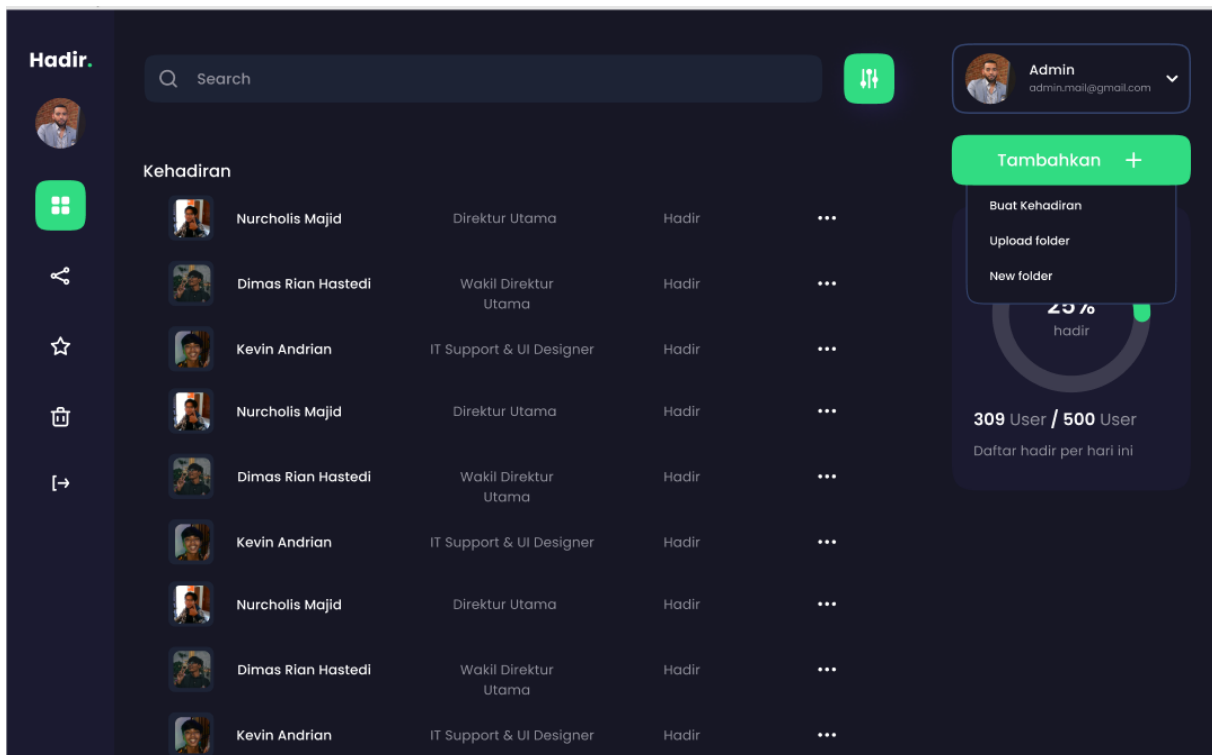 Hadir.
Search
Admin
admin.mail@gmail.com
Tambahkan +
Buat Kehadiran
Upload folder
New folder
25%
hadir
309 User / 500 User
Daftar hadir per hari ini
Kehadiran
Nurcholis Majid Direktur Utama Hadir
Dimas Rian Hastedi Wakil Direktur Hadir
Utama
Kevin Andrian IT Support & UI Designer Hadir
Nurcholis Majid Direktur Utama Hadir
Dimas Rian Hastedi Wakil Direktur Hadir
Utama
Kevin Andrian IT Support & UI Designer Hadir
Nurcholis Majid Direktur Utama Hadir
Dimas Rian Hastedi Wakil Direktur Hadir
Utama
Kevin Andrian IT Support & UI Designer Hadir